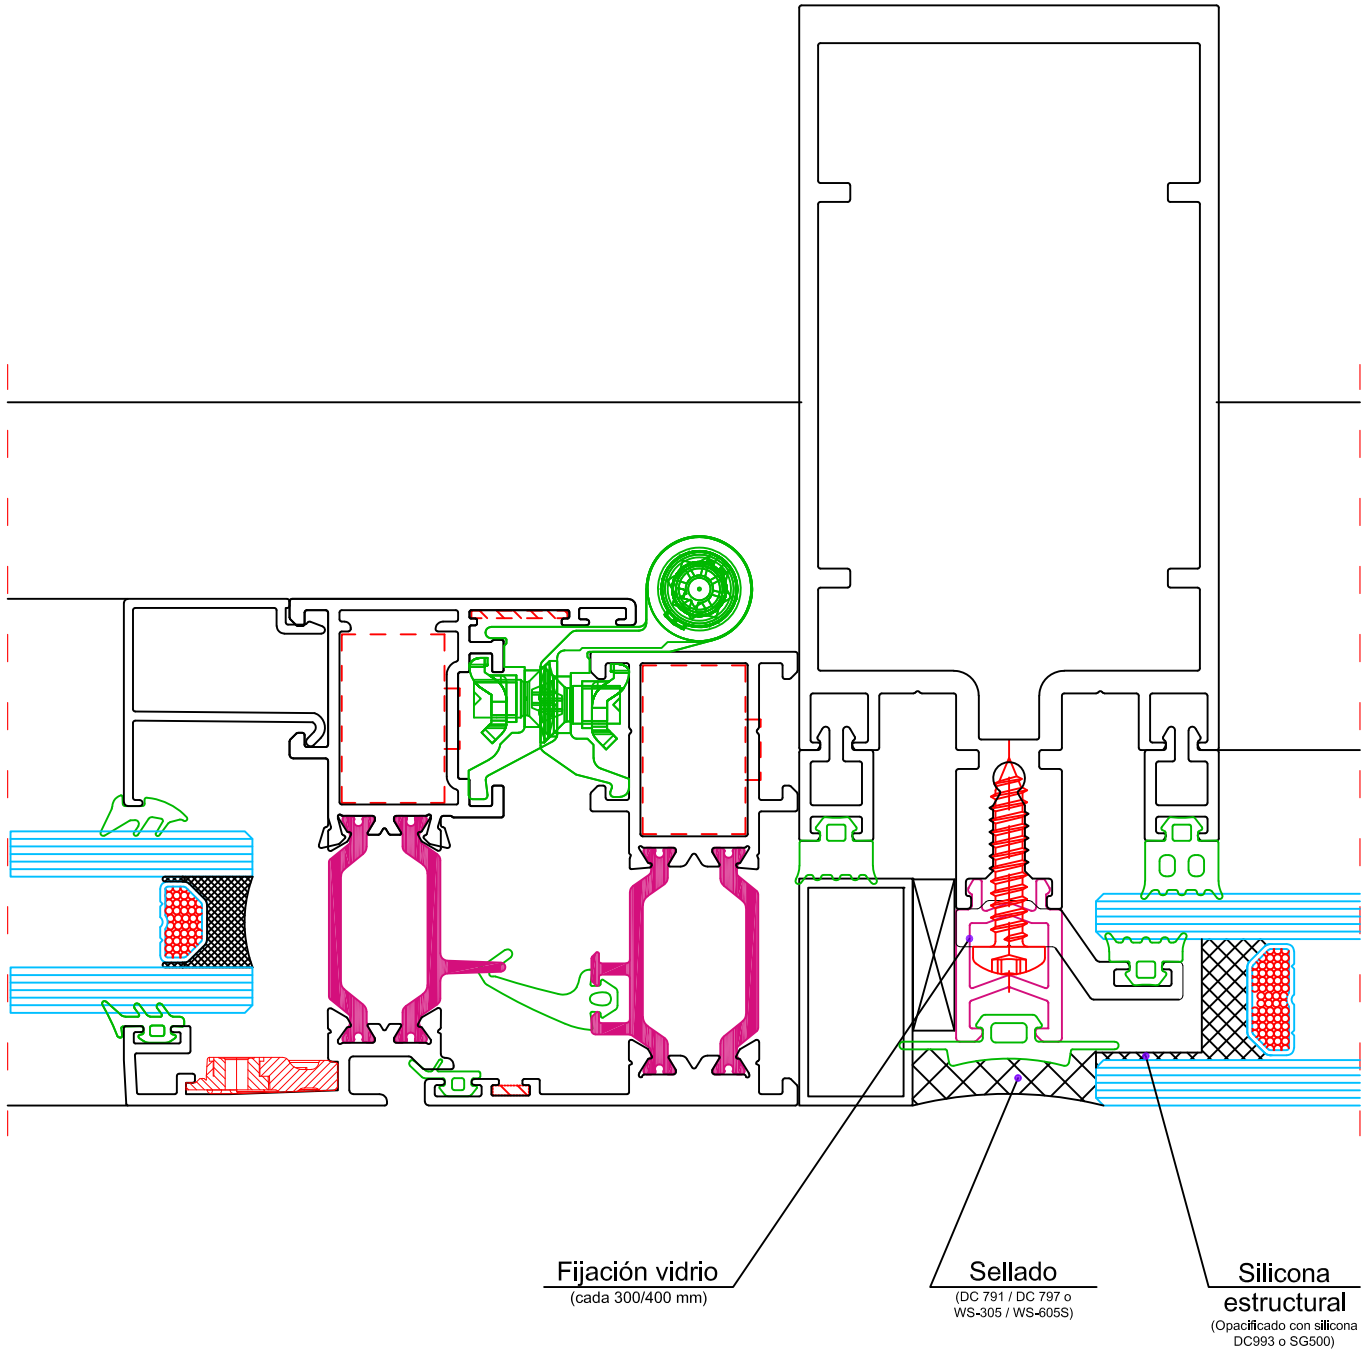 Fijación vidrio
(cada 300/400 mm)
Sellado
(DC 791 / DC 797 o
WS-305 / WS-605S)
Silicona
estructural
(Opacificado con silicona
DC993 o SG500)